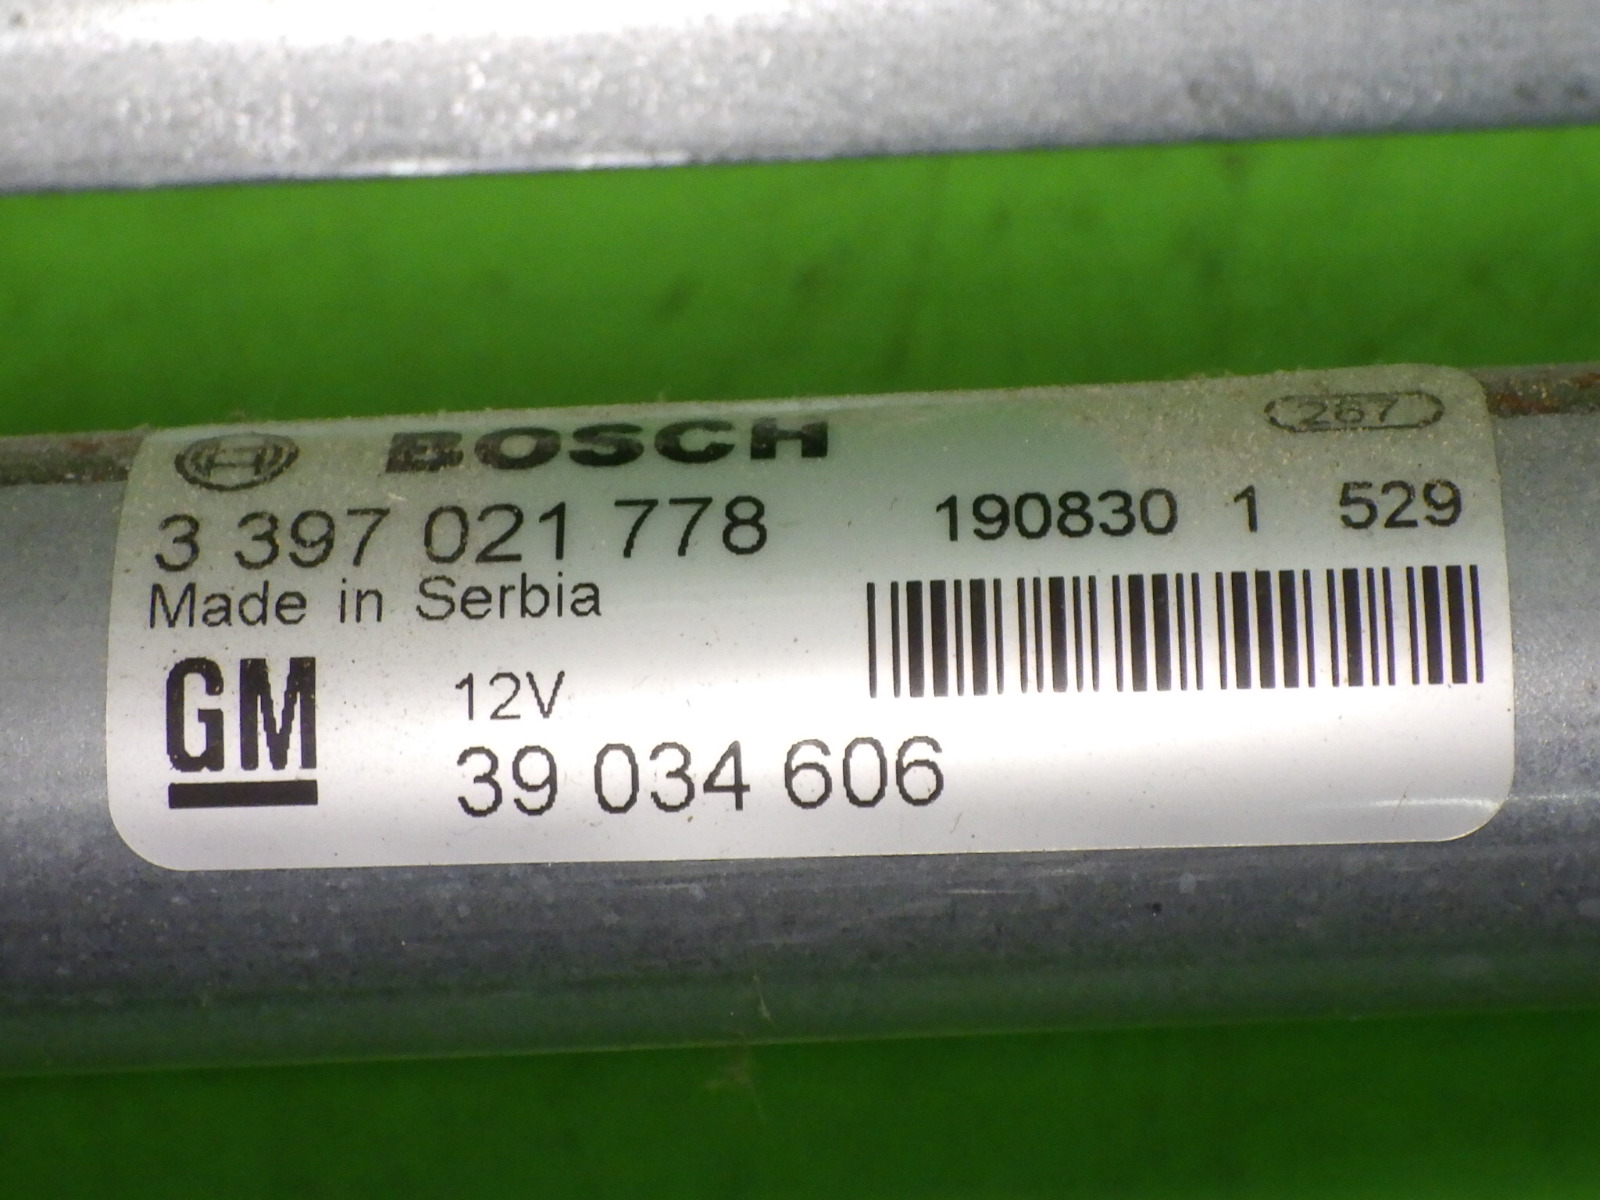 BOSCH
267
3 397 021 778
190830 1 529
Made in Serbia
GM
12V
39 034 606